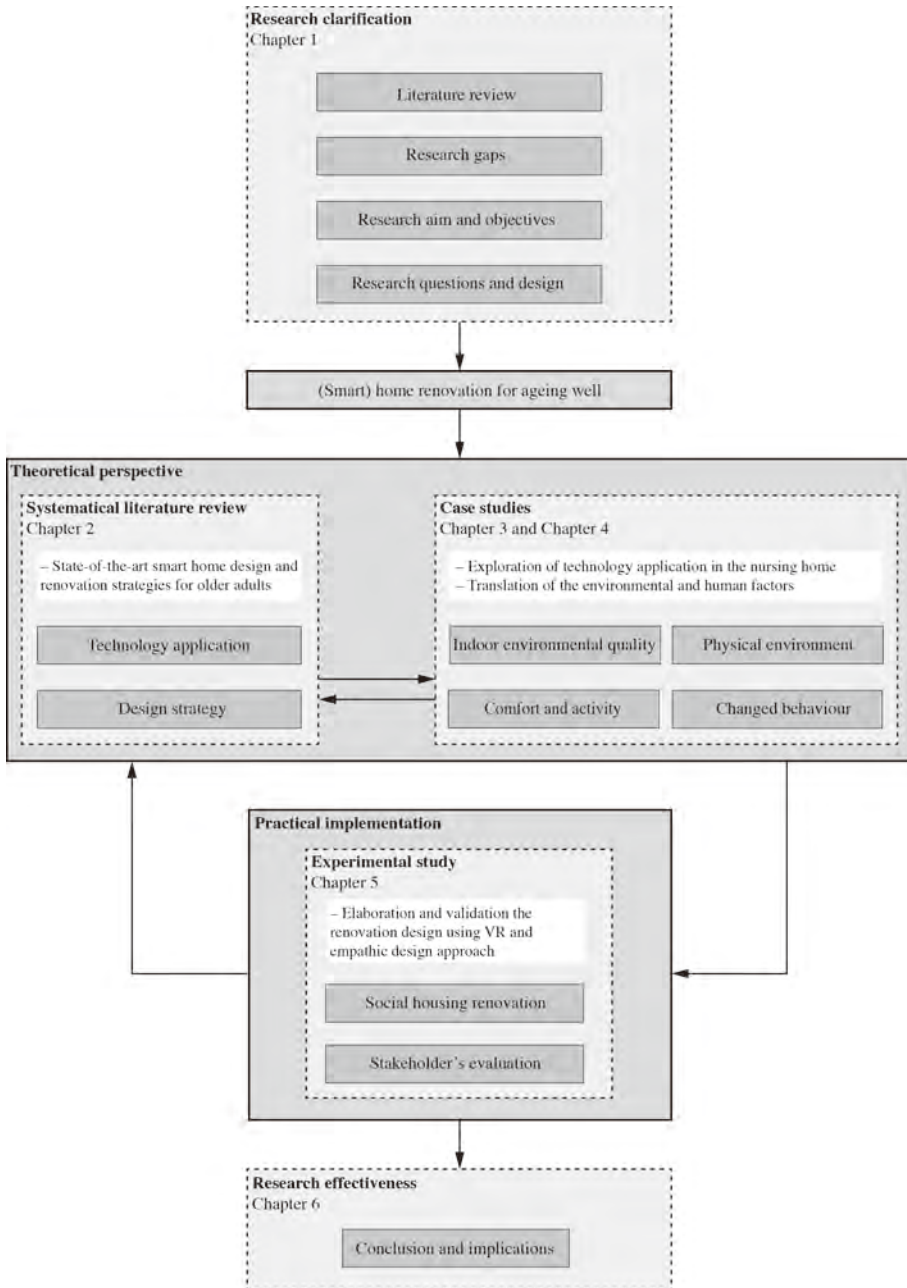 Research clarification
Chapter 1
Literature review
Research gaps
Research aim and objectives
Research questions and design
(Smart) home renovation for ageing well
Theoretical perspective
Systematical literature review
Chapter 2
– State-of-the-art smart home design and
renovation strategies for older adults
Technology application
Design strategy
Case studies
Chapter 3 and Chapter 4
– Exploration of technology application in the nursing home
– Translation of the environmental and human factors
Indoor environmental quality
Physical environment
Comfort and activity
Changed behaviour
Practical implementation
Experimental study
Chapter 5
– Elaboration and validation the
renovation design using VR and
empathic design approach
Social housing renovation
Stakeholder's evaluation
Research effectiveness
Chapter 6
Conclusion and implications